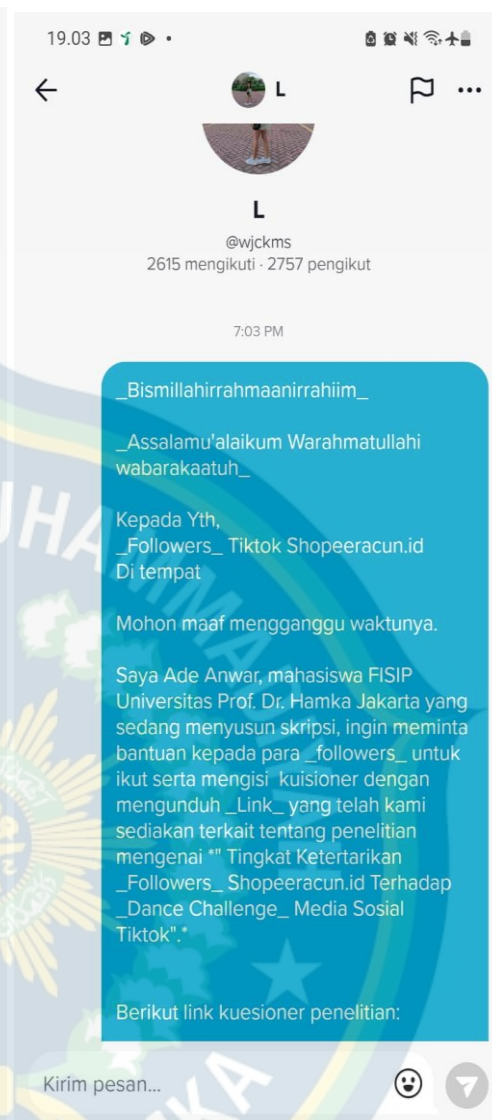 19.03
L
L
@wjckms
2615 mengikuti · 2757 pengikut
7:03 PM
_Bismillahirrahmaanirrahiim_
_Assalamu'alaikum Warahmatullahi
wabarakaatuh_
Kepada Yth,
_Followers_ Tiktok Shopeeracun.id
Di tempat
Mohon maaf mengganggu waktunya.
Saya Ade Anwar, mahasiswa FISIP
Universitas Prof. Dr. Hamka Jakarta yang
sedang menyusun skripsi, ingin meminta
bantuan kepada para _followers_ untuk
ikut serta mengisi  kuisioner dengan
mengunduh _Link_ yang telah kami
sediakan terkait tentang penelitian
mengenai *" Tingkat Ketertarikan
_Followers_ Shopeeracun.id Terhadap
_Dance Challenge_ Media Sosial
Tiktok".*
Berikut link kuesioner penelitian:
Kirim pesan...
UHAMMADIYAH